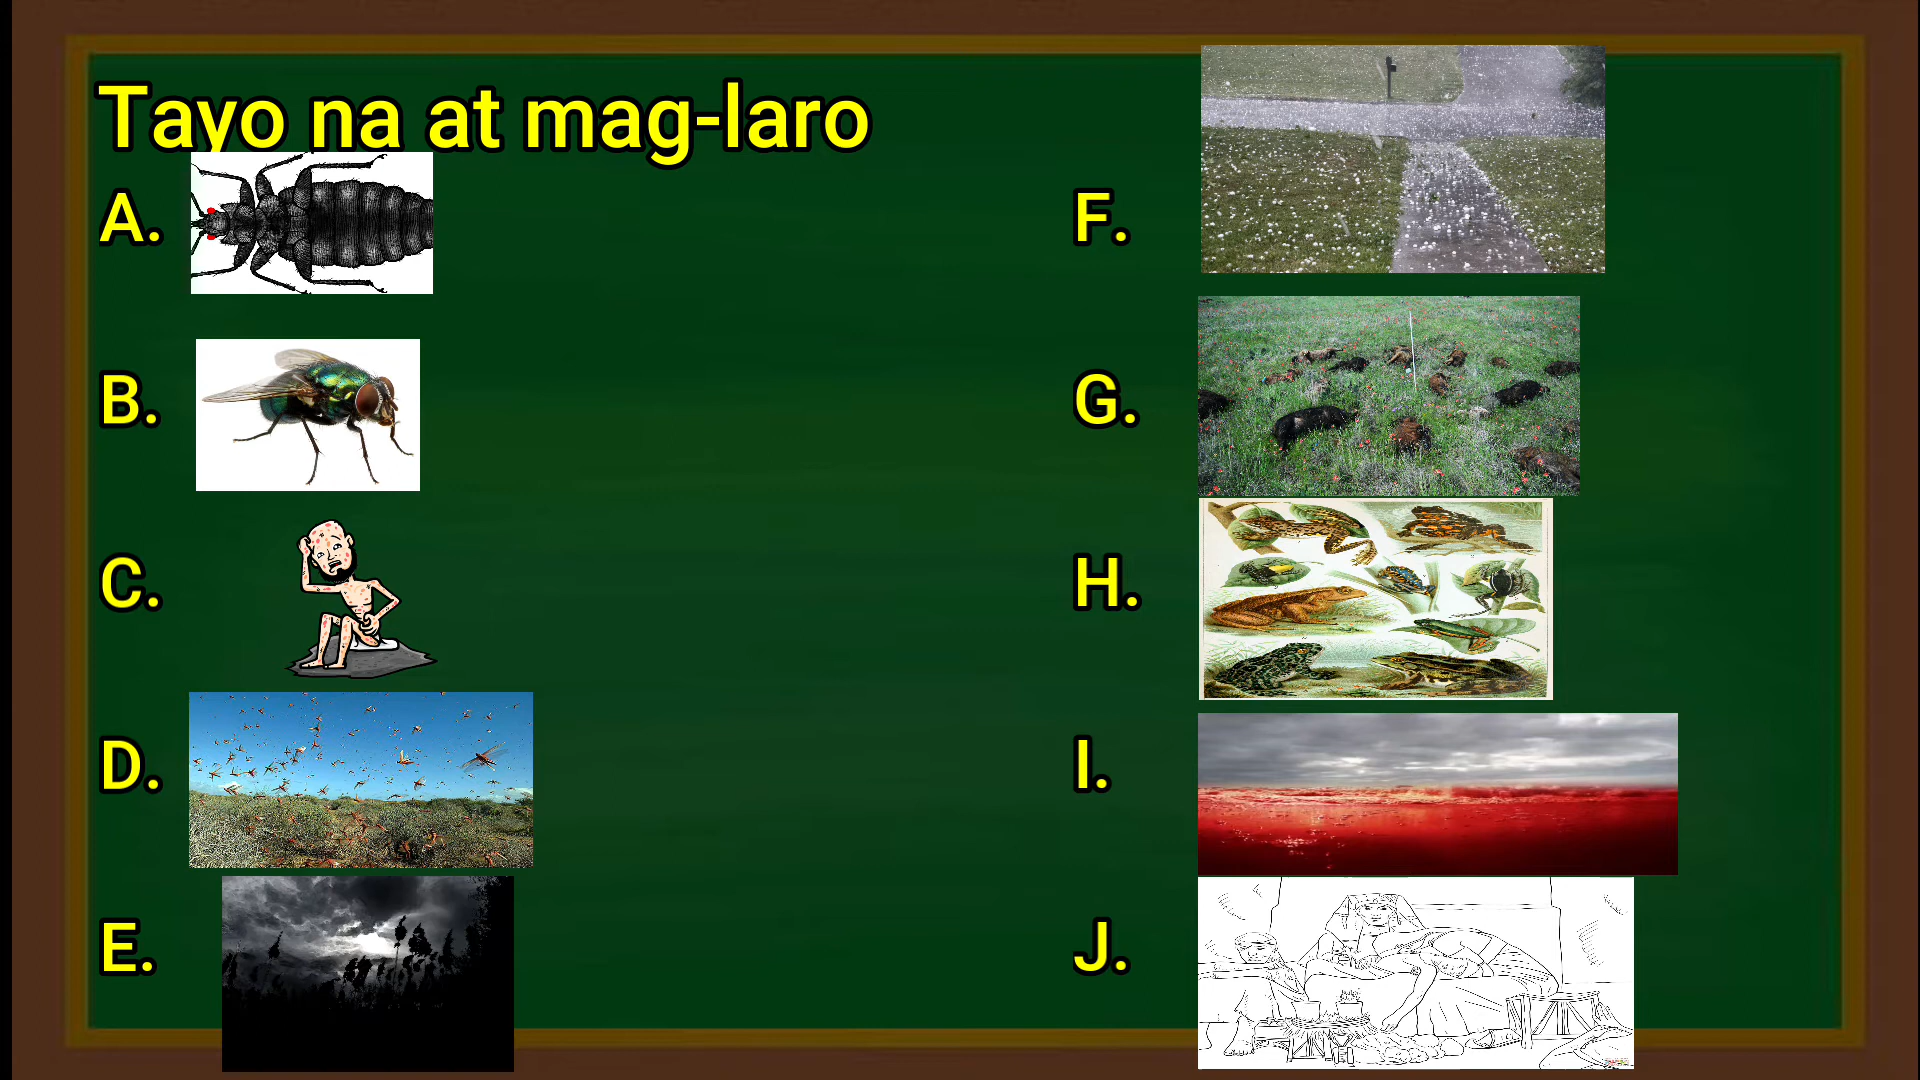 Tayo na at mag-laro
A.
B.
C.
D.
E.
F.
G.
H.
I.
J.